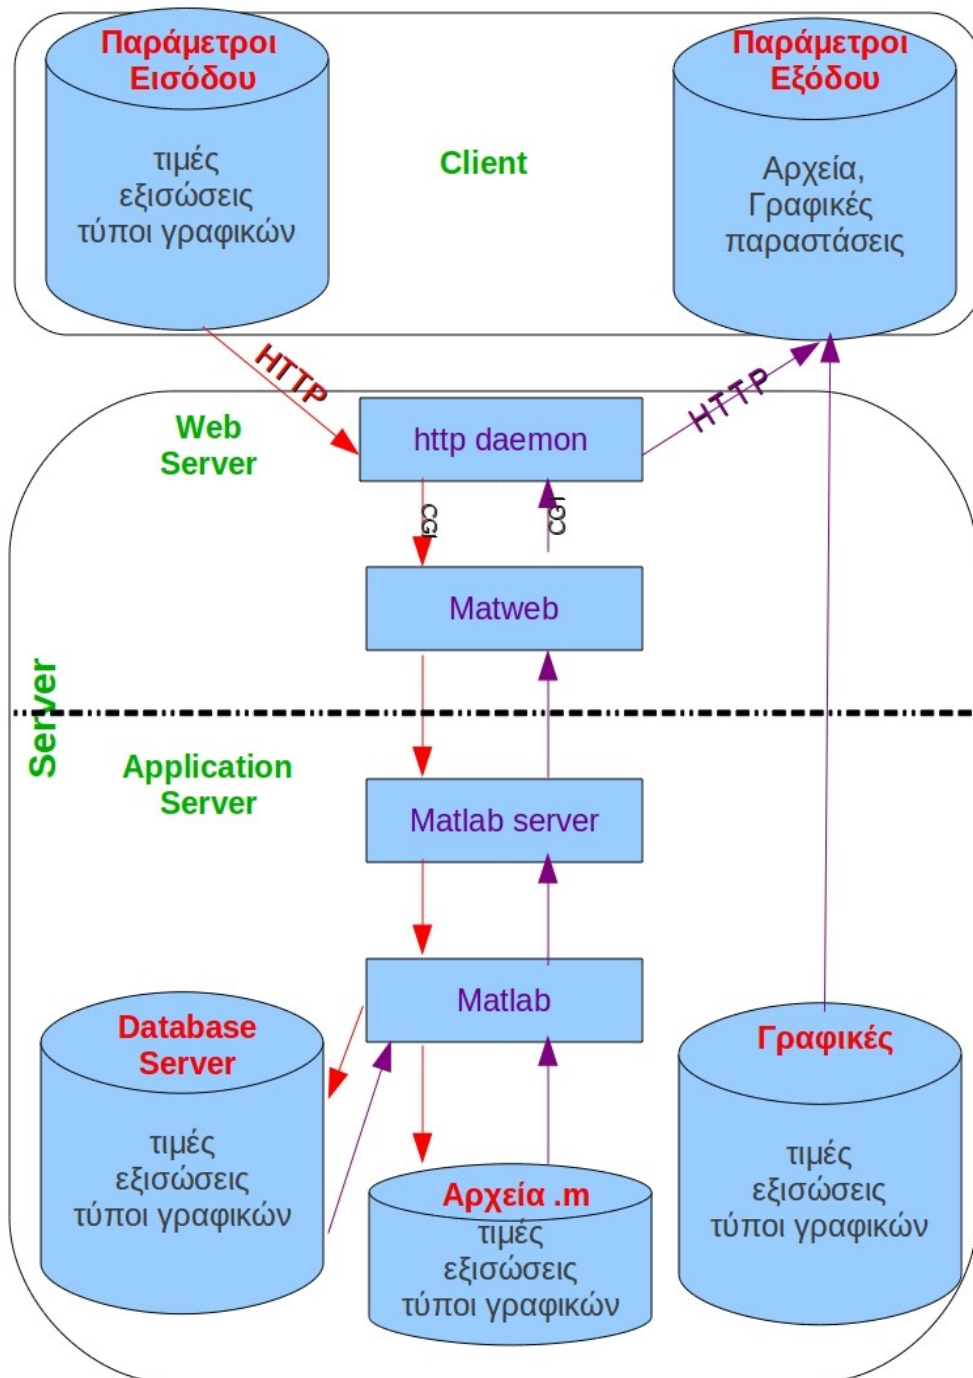 Παράμετροι
Εισόδου
τιμές
εξισώσεις
τύποι γραφικών
Client
Παράμετροι
Εξόδου
Αρχεία,
Γραφικές
παραστάσεις
HTTP
HTTP
Web
Server
http daemon
CGI
CGI
Matweb
Server
Application
Server
Matlab server
Matlab
Database
Server
τιμές
εξισώσεις
τύποι γραφικών
Αρχεία .m
τιμές
εξισώσεις
τύποι γραφικών
Γραφικές
τιμές
εξισώσεις
τύποι γραφικών